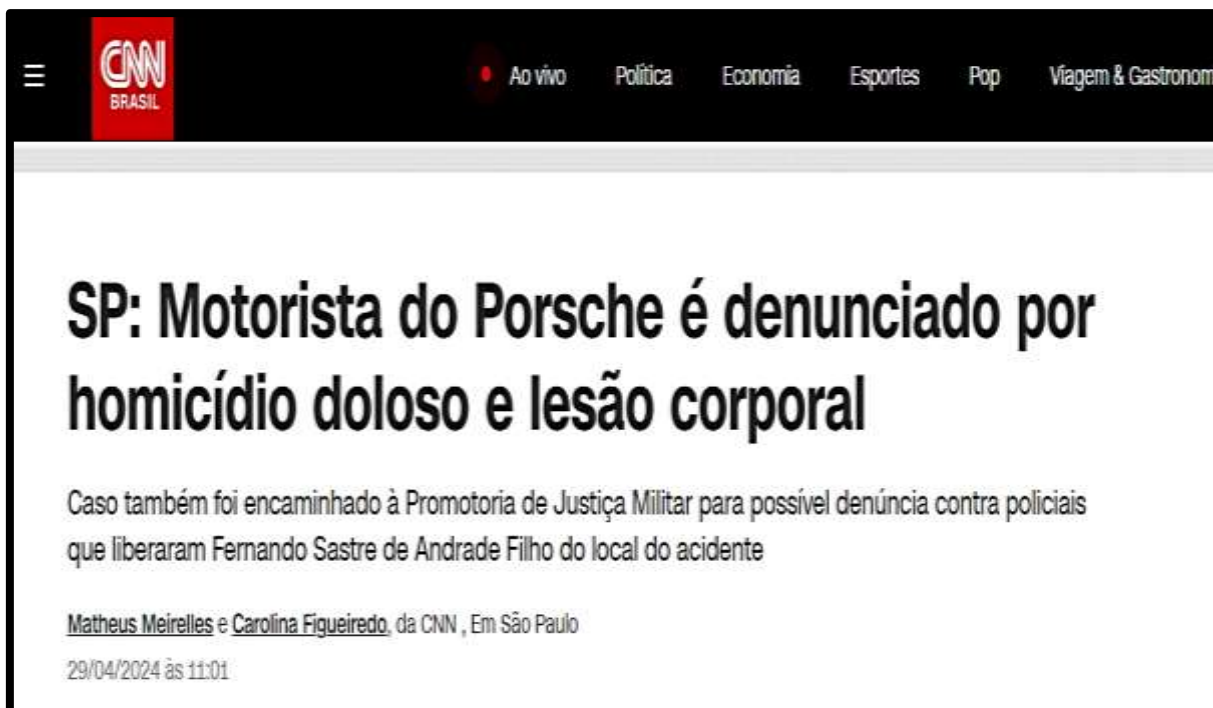 CNN
BRASIL
Ao vivo Política Economia Esportes Pop Viagem & Gastronom
SP: Motorista do Porsche é denunciado por
homicídio doloso e lesão corporal
Caso também foi encaminhado à Promotoria de Justiça Militar para possível denúncia contra policiais
que liberaram Fernando Sastre de Andrade Filho do local do acidente
Matheus Meirelles e Carolina Figueiredo, da CNN , Em São Paulo
29/04/2024 às 11:01